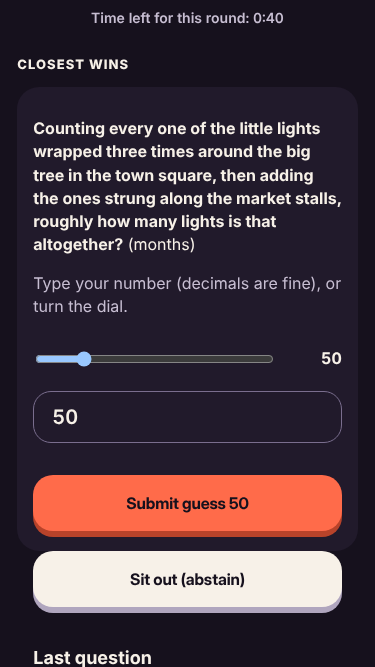 Time left for this round: 0:40
CLOSEST WINS
Counting every one of the little lights
wrapped three times around the big
tree in the town square, then adding
the ones strung along the market stalls,
roughly how many lights is that
altogether? (months)
Type your number (decimals are fine), or
turn the dial.
50
50
Submit guess 50
Sit out (abstain)
Last question